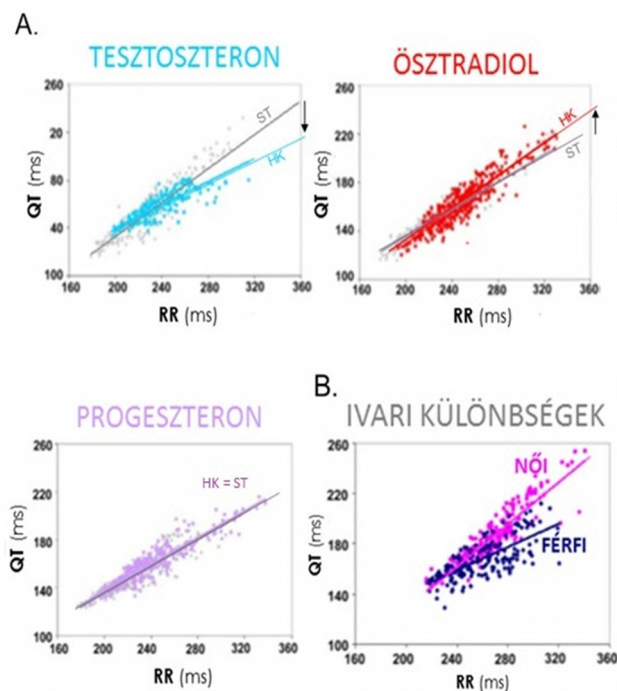 A.
TESZTOSZTERON
260
20
80
40
100
160 200 240 280 320 360
QT (ms)
RR (ms)
ST
HK
ÖSZTRADIOL
260
220
180
140
100
160 200 240 280 320 360
QT (ms)
RR (ms)
HK
ST
PROGESZTERON
260
220
180
140
100
160 200 240 280 320 360
QT (ms)
RR (ms)
HK = ST
B.
IVARI KÜLÖNBSÉGEK
260
220
180
140
100
160 200 240 280 320 360
QT (ms)
RR (ms)
NŐI
FÉRFI